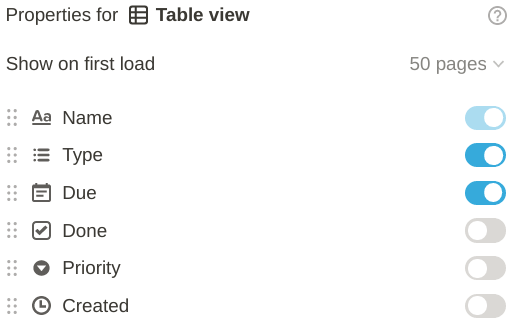 Properties for Table view
Show on first load 50 pages
Aa Name
Type
Due
Done
Priority
Created